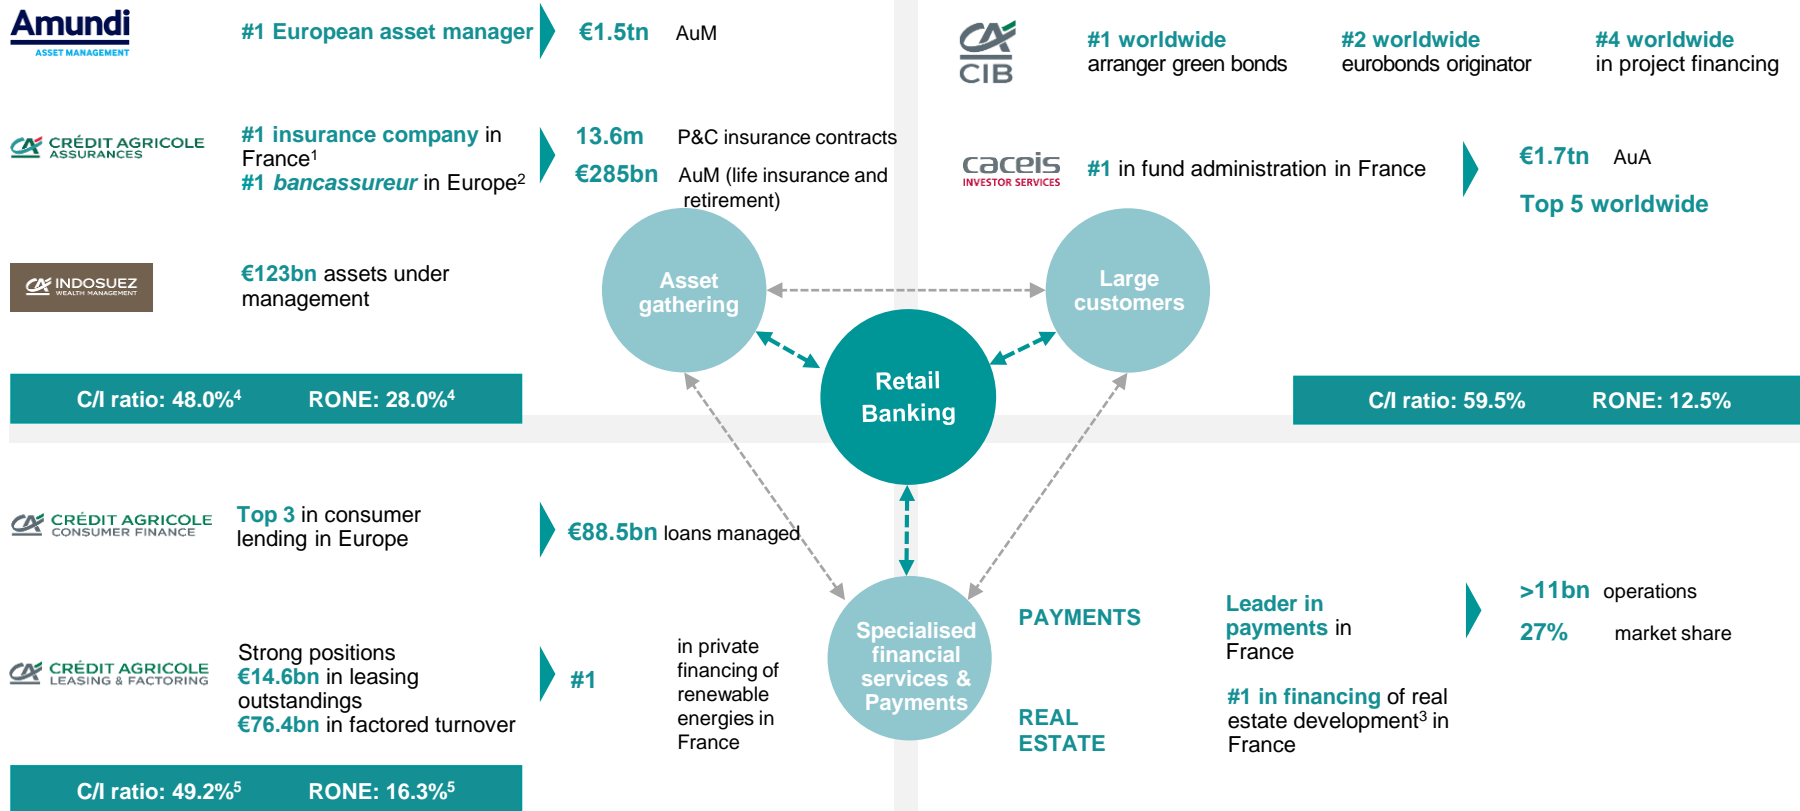 Amundi
ASSET MANAGEMENT
#1 European asset manager
€1.5tn AuM
CRÉDIT AGRICOLE
ASSURANCES
#1 insurance company in
France1
#1 bancassureur in Europe2
13.6m P&C insurance contracts
€285bn AuM (life insurance and
retirement)
CA INDOSUEZ
WEALTH MANAGEMENT
€123bn assets under
management
C/I ratio: 48.0%4 RONE: 28.0%4
CA
CIB
#1 worldwide
arranger green bonds
#2 worldwide
eurobonds originator
#4 worldwide
in project financing
caceis
INVESTOR SERVICES
#1 in fund administration in France
€1.7tn AuA
Top 5 worldwide
C/I ratio: 59.5% RONE: 12.5%
Asset
gathering
Large
customers
Retail
Banking
Specialised
financial
services &
Payments
CRÉDIT AGRICOLE
CONSUMER FINANCE
Top 3 in consumer
lending in Europe
€88.5bn loans managed
CRÉDIT AGRICOLE
LEASING & FACTORING
Strong positions
€14.6bn in leasing
outstandings
€76.4bn in factored turnover
#1
in private
financing of
renewable
energies in
France
C/I ratio: 49.2%5 RONE: 16.3%5
PAYMENTS
Leader in
payments in
France
>11bn operations
27% market share
REAL
ESTATE
#1 in financing of real
estate development3 in
France